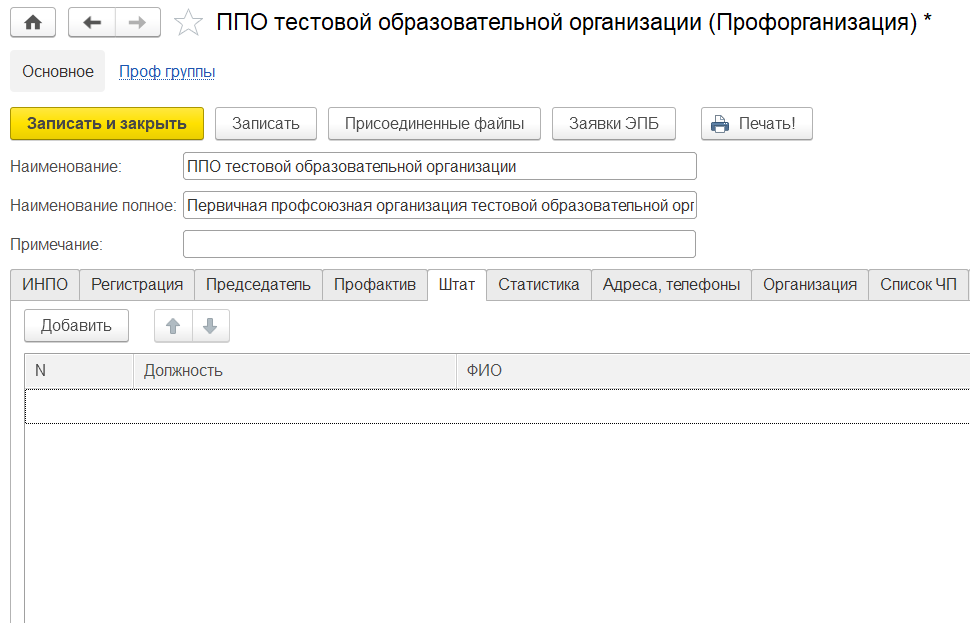 ППО тестовой образовательной организации (Профорганизация) *
Основное Проф группы
Записать и закрыть Записать Присоединенные файлы Заявки ЭПБ Печать!
Наименование: ППО тестовой образовательной организации
Наименование полное: Первичная профсоюзная организация тестовой образовательной орг
Примечание:
ИНПО Регистрация Председатель Профактив Штат Статистика Адреса, телефоны Организация Список ЧП
Добавить
N Должность ФИО